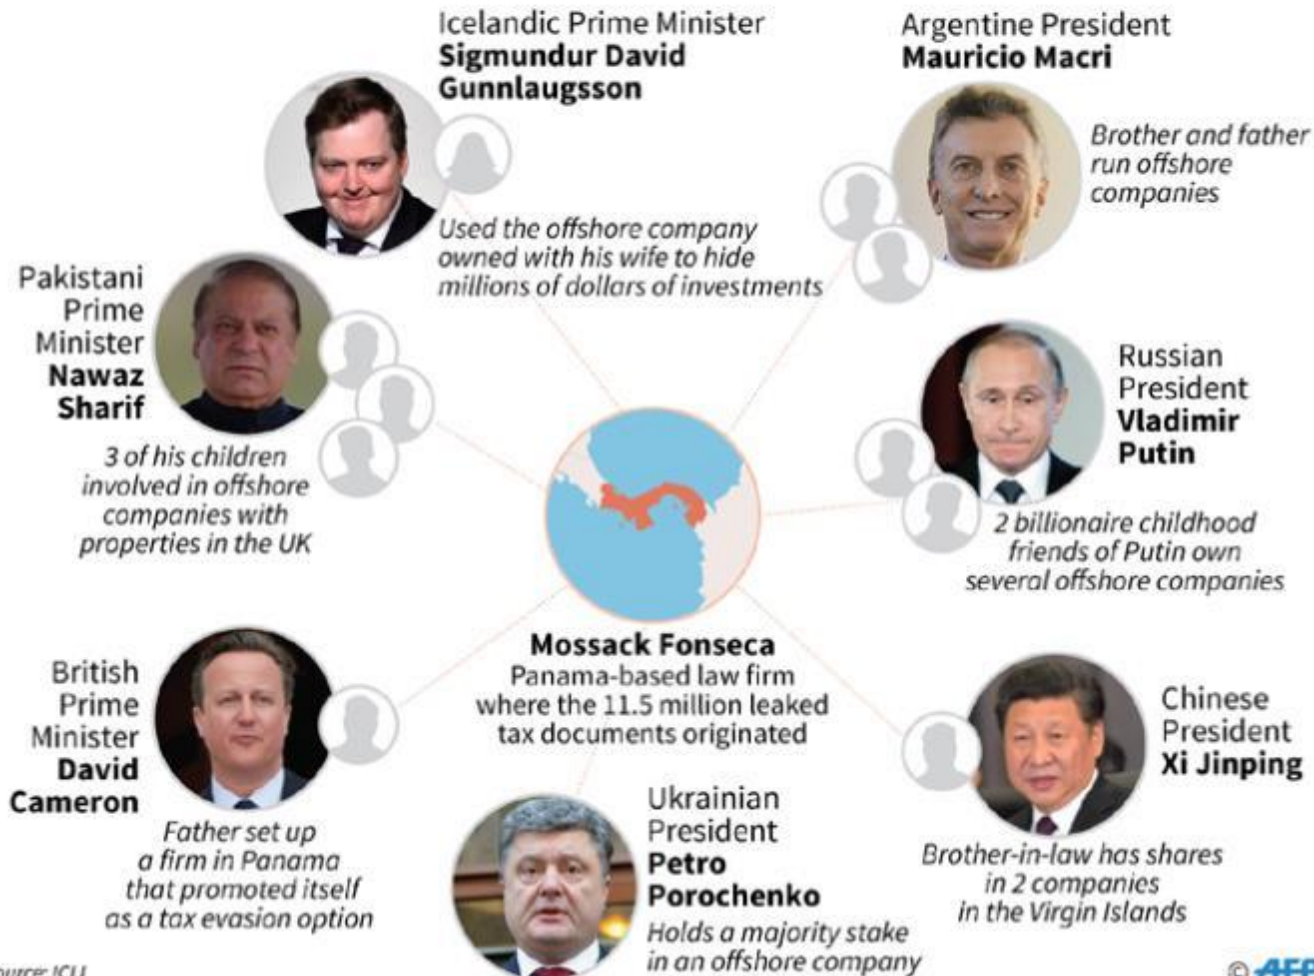 Icelandic Prime Minister
Sigmundur David
Gunnlaugsson
Used the offshore company
owned with his wife to hide
millions of dollars of investments
Argentine President
Mauricio Macri
Brother and father
run offshore
companies
Pakistani
Prime
Minister
Nawaz
Sharif
3 of his children
involved in offshore
companies with
properties in the UK
Russian
President
Vladimir
Putin
2 billionaire childhood
friends of Putin own
several offshore companies
Mossack Fonseca
Panama-based law firm
where the 11.5 million leaked
tax documents originated
British
Prime
Minister
David
Cameron
Father set up
a firm in Panama
that promoted itself
as a tax evasion option
Chinese
President
Xi Jinping
Brother-in-law has shares
in 2 companies
in the Virgin Islands
Ukrainian
President
Petro
Porochenko
Holds a majority stake
in an offshore company
© AFP